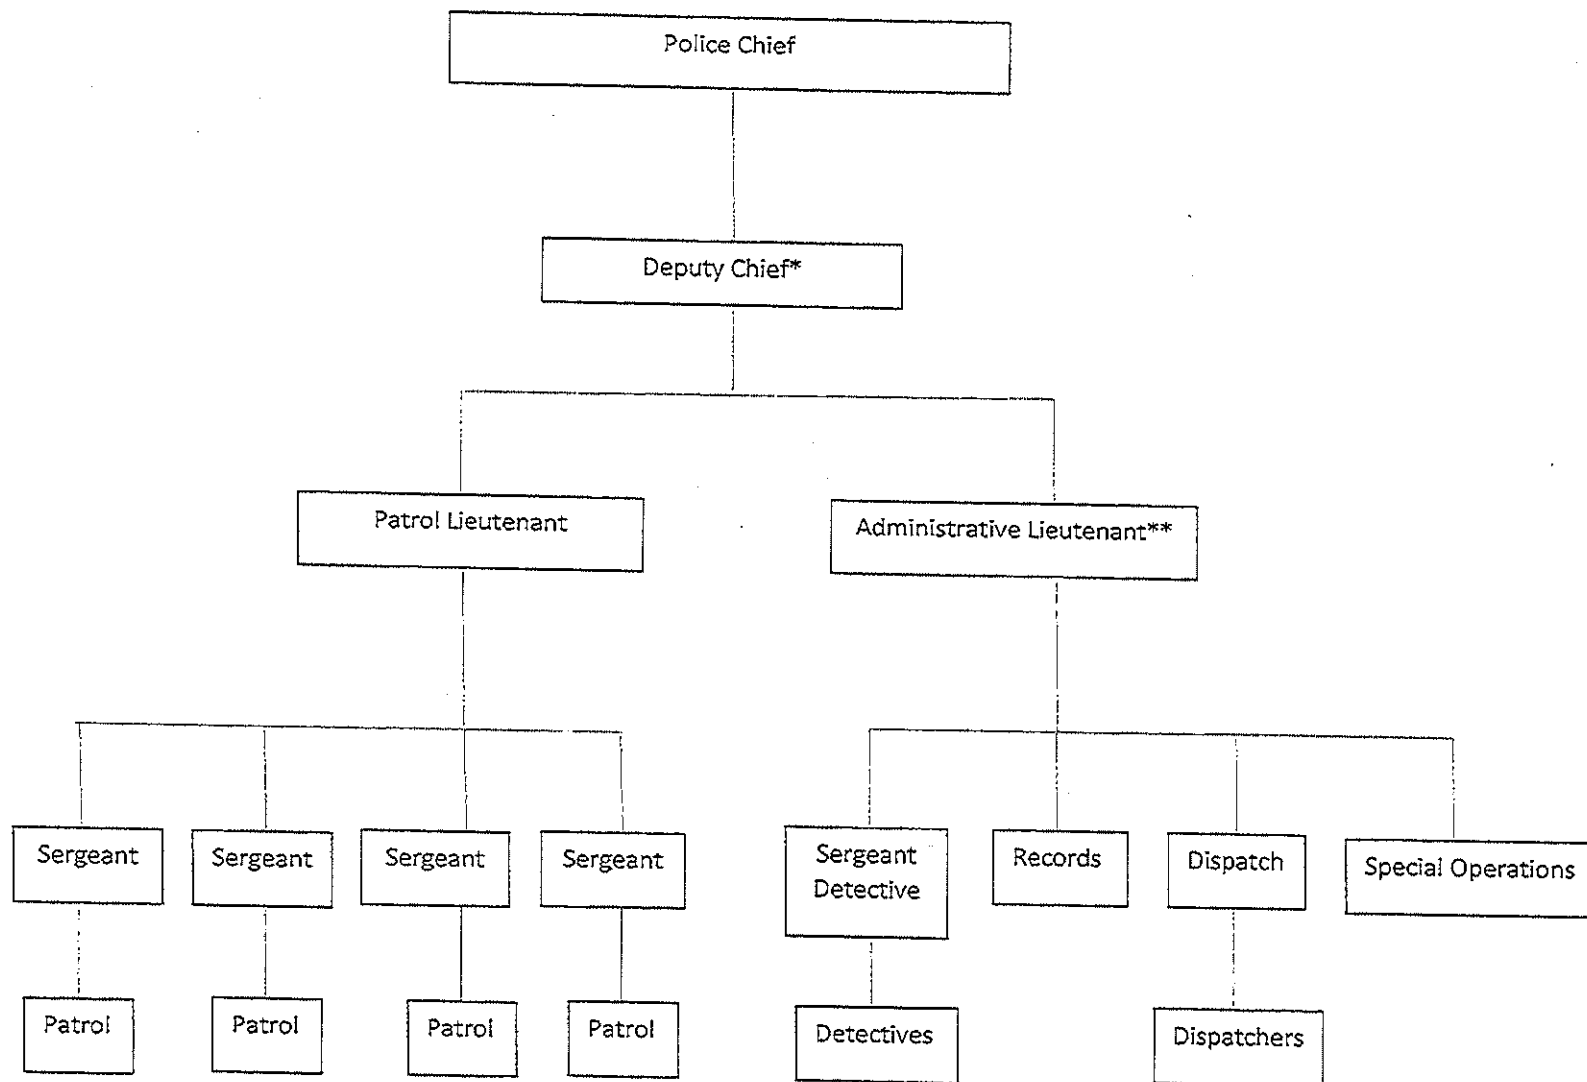 Police Chief
Deputy Chief*
Patrol Lieutenant
Administrative Lieutenant**
Sergeant
Sergeant
Sergeant
Sergeant
Sergeant
Detective
Records
Dispatch
Special Operations
Patrol
Patrol
Patrol
Patrol
Detectives
Dispatchers